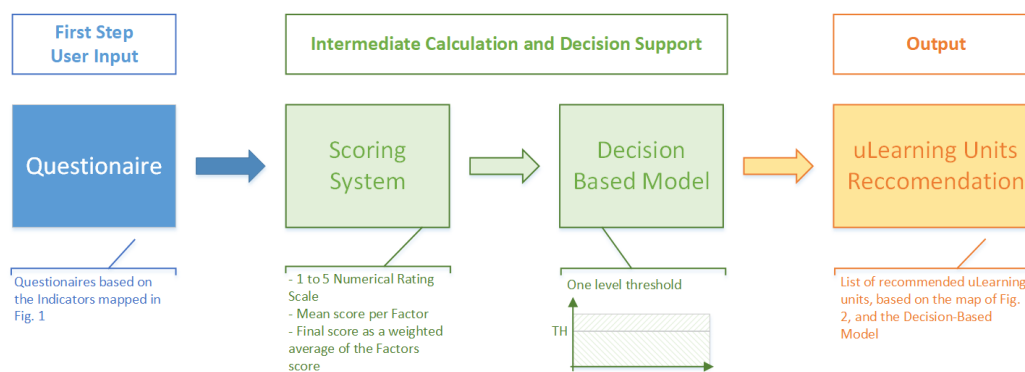 First Step
User Input
Intermediate Calculation and Decision Support
Output
Questionaire
Scoring
System
Decision
Based Model
uLearning Units
Reccomendation
Questionaires based on
the Indicators mapped in
Fig. 1
- 1 to 5 Numerical Rating
Scale
- Mean score per Factor
- Final score as a weighted
average of the Factors
score
One level threshold
TH
List of recommended uLearning
units, based on the map of Fig.
2, and the Decision-Based
Model